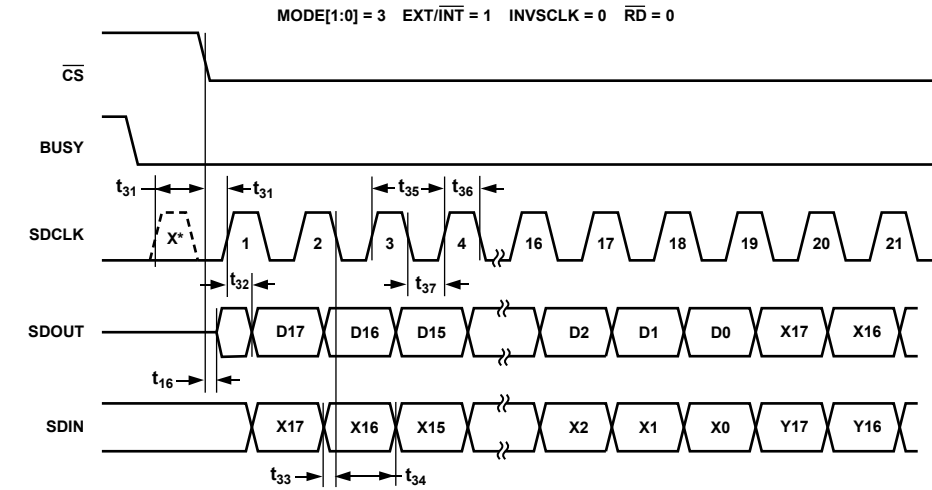 MODE[1:0] = 3 EXT/INT = 1 INVSCLK = 0 RD = 0
CS
BUSY
t31 t31 t35 t36
SDCLK X* 1 2 3 4 16 17 18 19 20 21
t32 t37
SDOUT D17 D16 D15 D2 D1 D0 X17 X16
t16
SDIN X17 X16 X15 X2 X1 X0 Y17 Y16
t33 t34